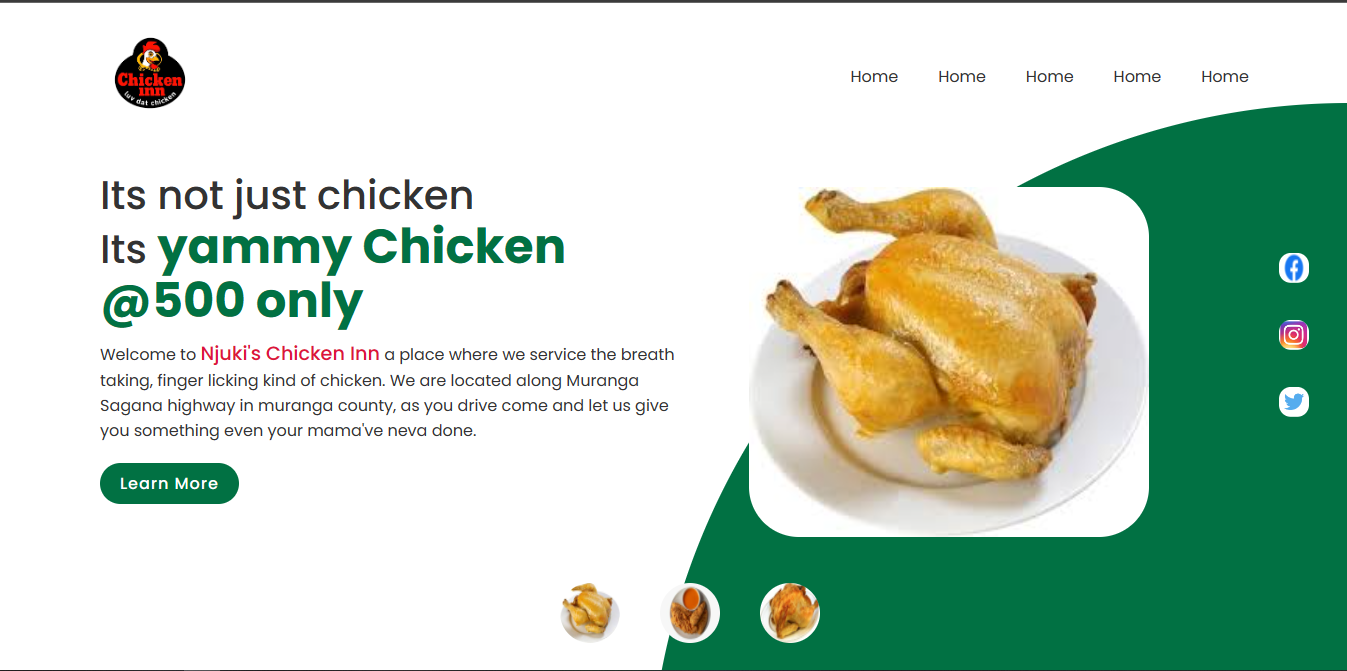 Chicken
inn
luv dat chicken
Home Home Home Home Home
Its not just chicken
Its yammy Chicken
@500 only
Welcome to Njuki's Chicken Inn a place where we service the breath
taking, finger licking kind of chicken. We are located along Muranga
Sagana highway in muranga county, as you drive come and let us give
you something even your mama've neva done.
Learn More